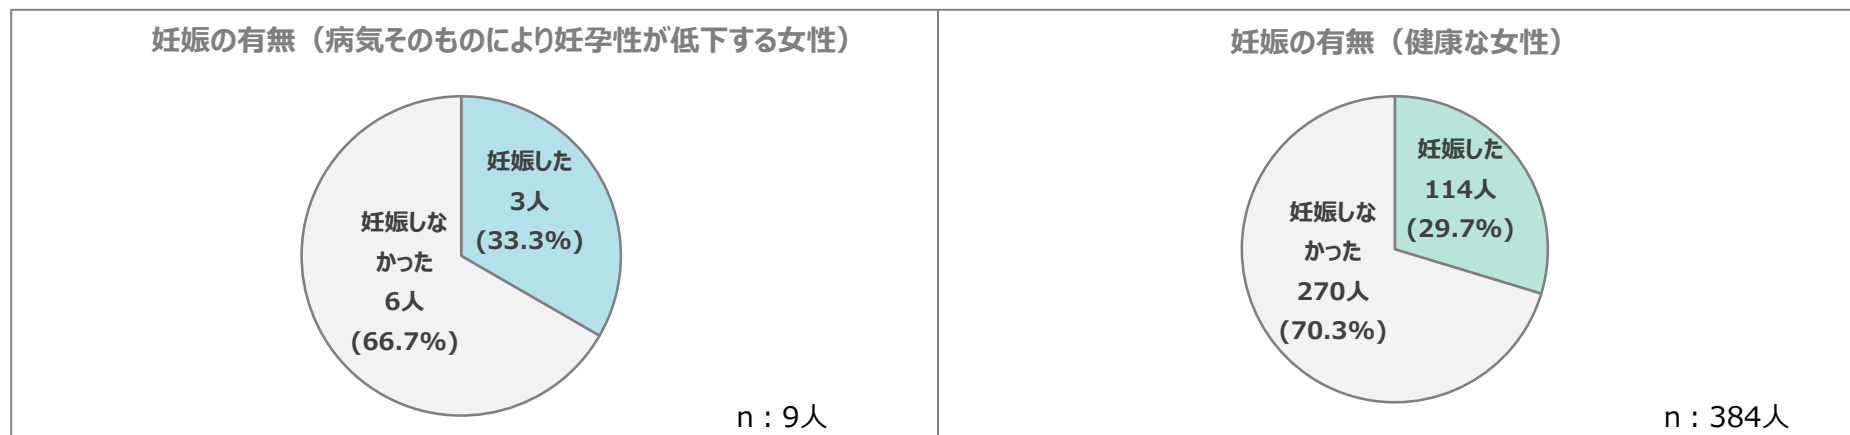 妊娠の有無（病気そのものにより妊孕性が低下する女性）
妊娠した
3人
(33.3%)
妊娠しな
かった
6人
(66.7%)
n：9人
妊娠の有無（健康な女性）
妊娠した
114人
(29.7%)
妊娠しな
かった
270人
(70.3%)
n：384人